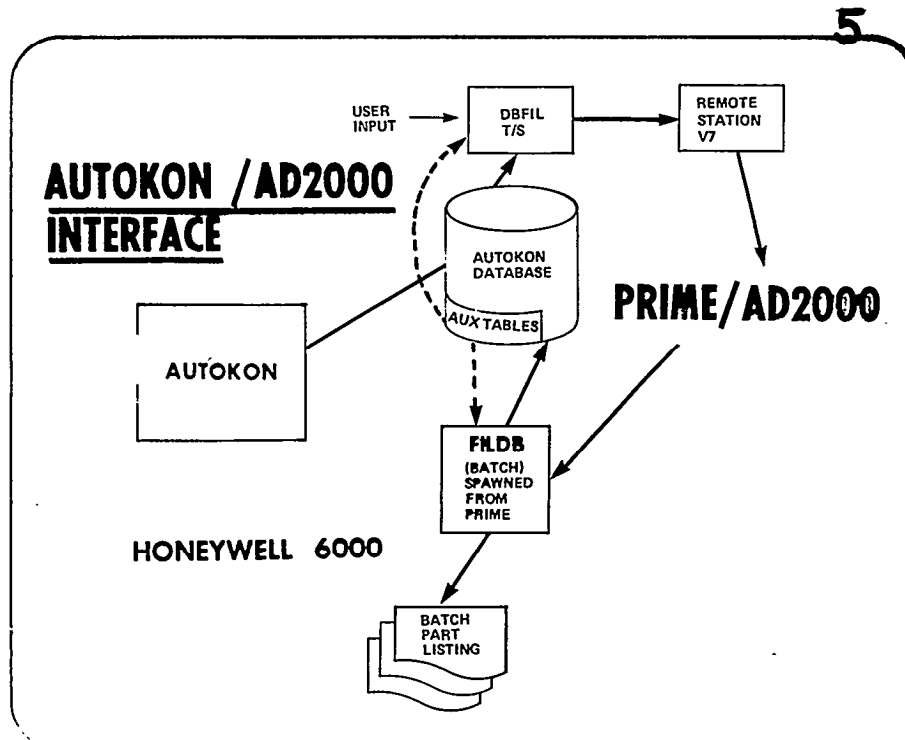 5
USER
INPUT
DBFIL
T/S
REMOTE
STATION
V7
AUTOKON /AD2000
INTERFACE
AUTOKON
DATABASE
AUX TABLES
PRIME/AD2000
AUTOKON
FILDB
(BATCH)
SPAWNED
FROM
PRIME
HONEYWELL 6000
BATCH
PART
LISTING